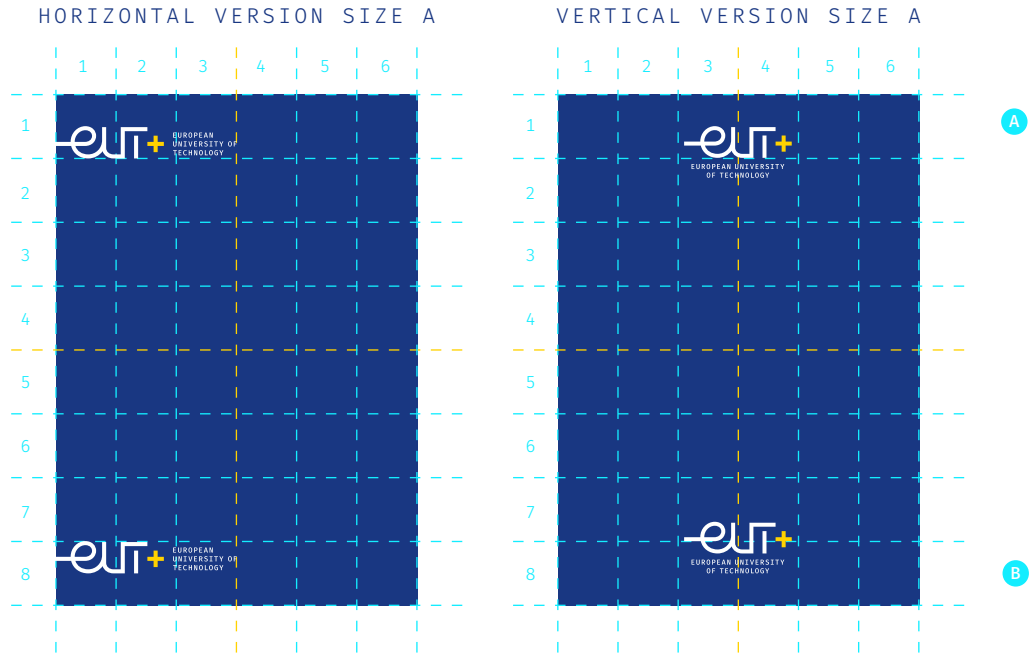 HORIZONTAL VERSION SIZE A
VERTICAL VERSION SIZE A
1 2 3 4 5 6
1 2 3 4 5 6
1
2
3
4
5
6
7
8
1
2
3
4
5
6
7
8
eut+
EUROPEAN
UNIVERSITY OF
TECHNOLOGY
eut+
EUROPEAN UNIVERSITY
OF TECHNOLOGY
eut+
EUROPEAN
UNIVERSITY OF
TECHNOLOGY
eut+
EUROPEAN UNIVERSITY
OF TECHNOLOGY
A
B